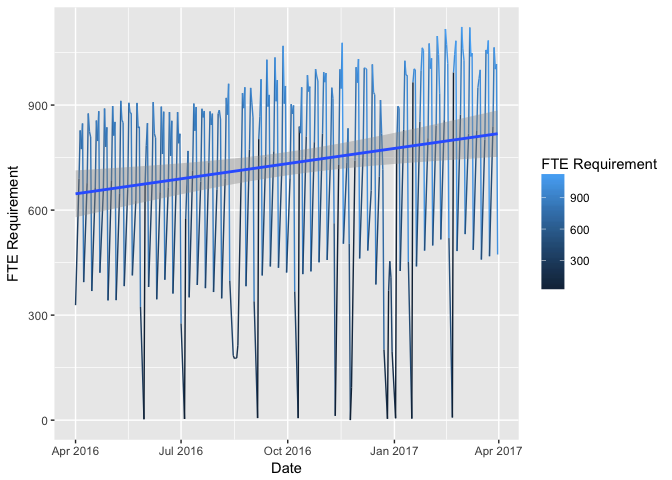 900
600
300
0
FTE Requirement
Apr 2016
Jul 2016
Oct 2016
Jan 2017
Apr 2017
Date
FTE Requirement
900
600
300